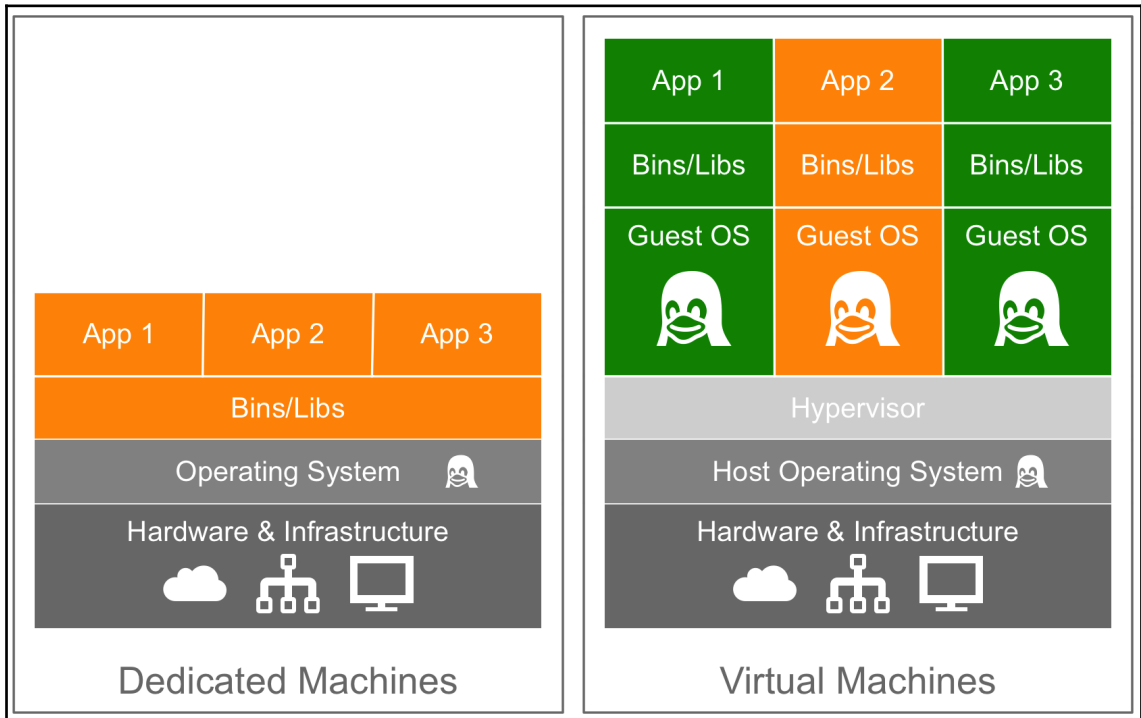 App 1 App 2 App 3
Bins/Libs
Operating System
Hardware & Infrastructure
Dedicated Machines
App 1 App 2 App 3
Bins/Libs Bins/Libs Bins/Libs
Guest OS Guest OS Guest OS
Hypervisor
Host Operating System
Hardware & Infrastructure
Virtual Machines